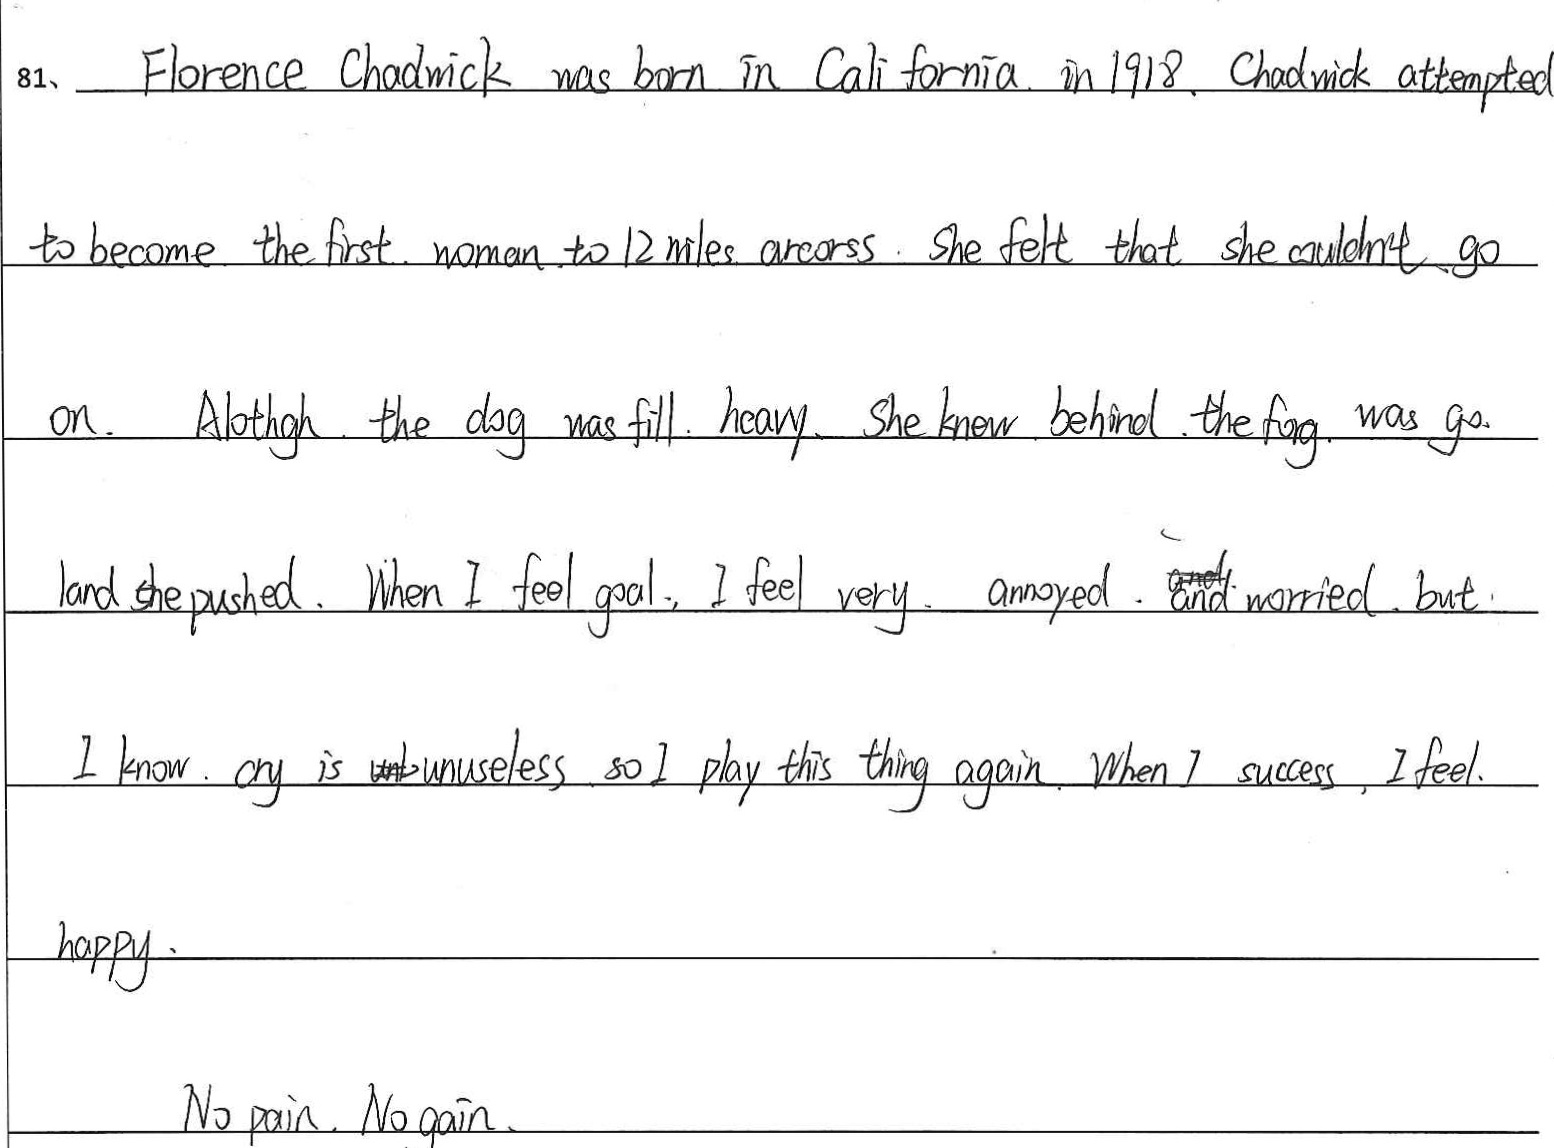 81、 Florence Chadwick was born in California in 1918. Chadwick attempted
to become the first woman to 12 miles arcorss. She felt that she couldn't go
on. Alothgh the dog was fill heavy. She knew behind the forg was go
land she pushed. When I feel goal, I feel very annoyed. and worried but
I know cry is unuseless so I play this thing again. When I success, I feel.
happy.
No pain. No gain.